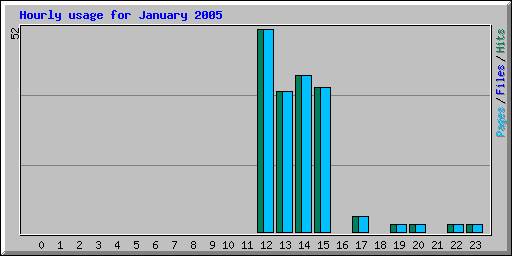 Hourly usage for January 2005
52
Pages/Files/Hits
0 1 2 3 4 5 6 7 8 9 10 11 12 13 14 15 16 17 18 19 20 21 22 23